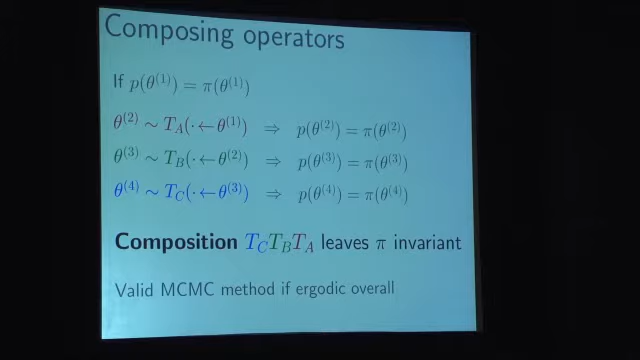 Composing operators
If p(θ⁽¹⁾) = π(θ⁽¹⁾)
θ⁽²⁾ ∼ T_A(· ← θ⁽¹⁾) ⇒ p(θ⁽²⁾) = π(θ⁽²⁾)
θ⁽³⁾ ∼ T_B(· ← θ⁽²⁾) ⇒ p(θ⁽³⁾) = π(θ⁽³⁾)
θ⁽⁴⁾ ∼ T_C(· ← θ⁽³⁾) ⇒ p(θ⁽⁴⁾) = π(θ⁽⁴⁾)
Composition T_C T_B T_A leaves π invariant
Valid MCMC method if ergodic overall